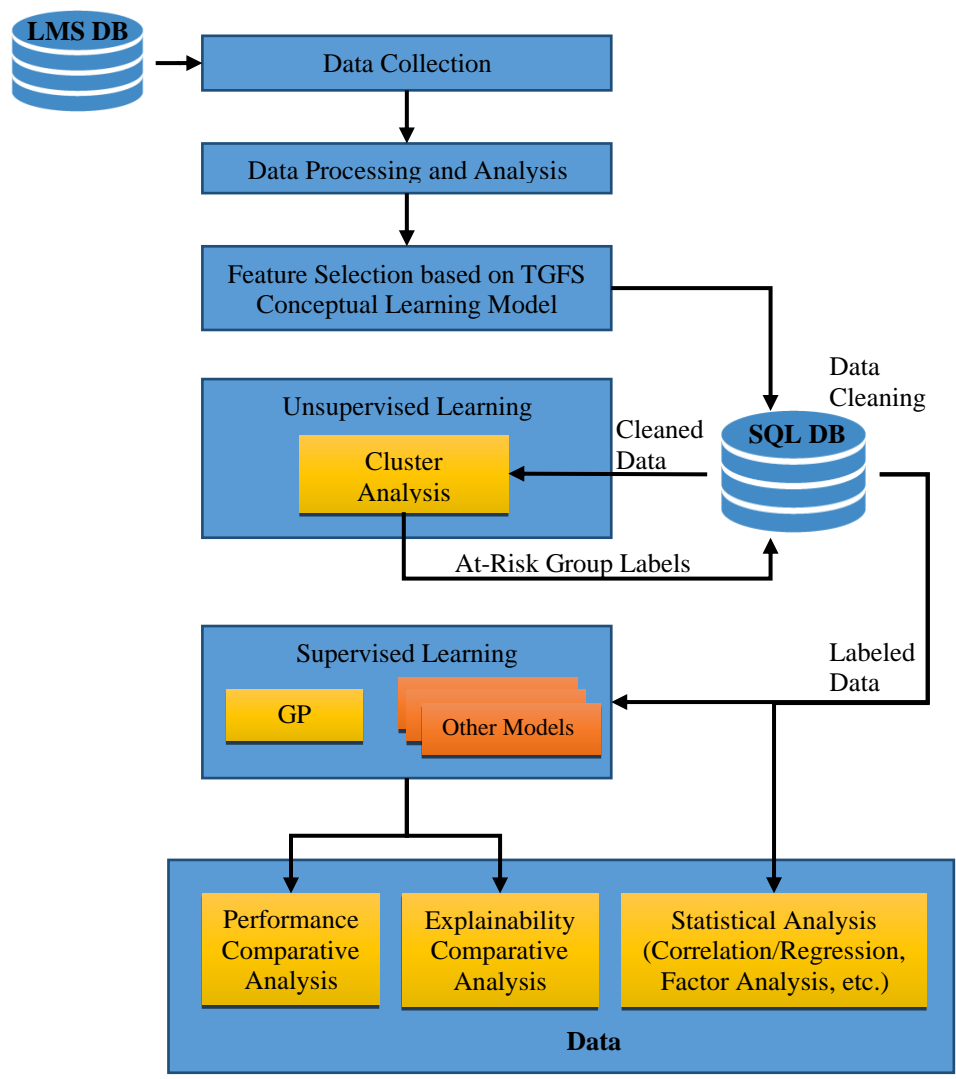 LMS DB
Data Collection
Data Processing and Analysis
Feature Selection based on TGFS
Conceptual Learning Model
Data
Cleaning
Unsupervised Learning
Cluster
Analysis
Cleaned
Data
SQL DB
At-Risk Group Labels
Supervised Learning
GP
Other Models
Labeled
Data
Performance
Comparative
Analysis
Explainability
Comparative
Analysis
Statistical Analysis
(Correlation/Regression,
Factor Analysis, etc.)
Data